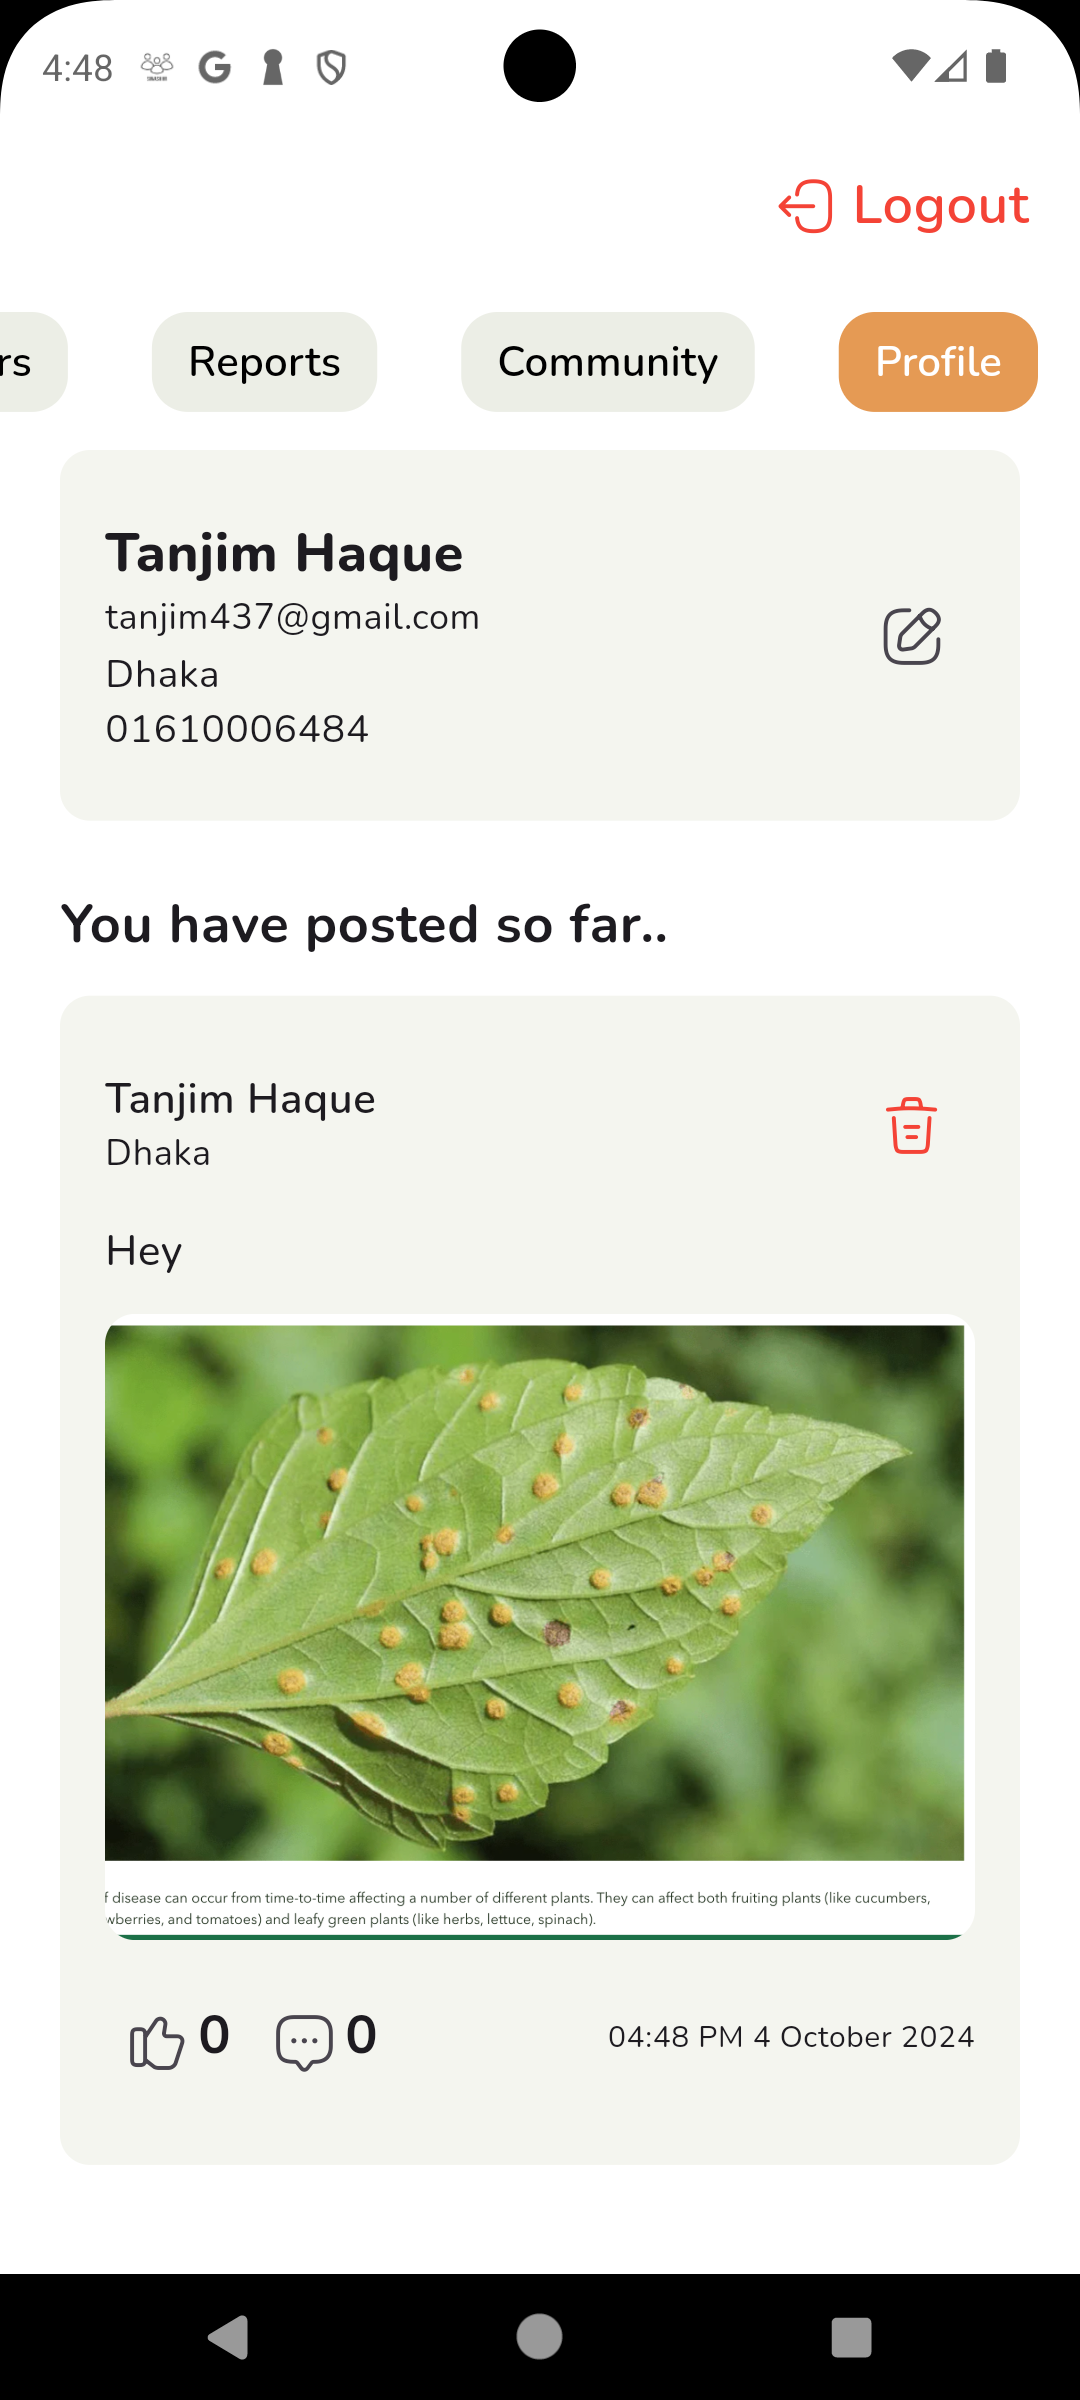 4:48
Logout
rs
Reports
Community
Profile
Tanjim Haque
tanjim437@gmail.com
Dhaka
01610006484
You have posted so far..
Tanjim Haque
Dhaka
Hey
f disease can occur from time-to-time affecting a number of different plants. They can affect both fruiting plants (like cucumbers,
wberries, and tomatoes) and leafy green plants (like herbs, lettuce, spinach).
0
0
04:48 PM 4 October 2024